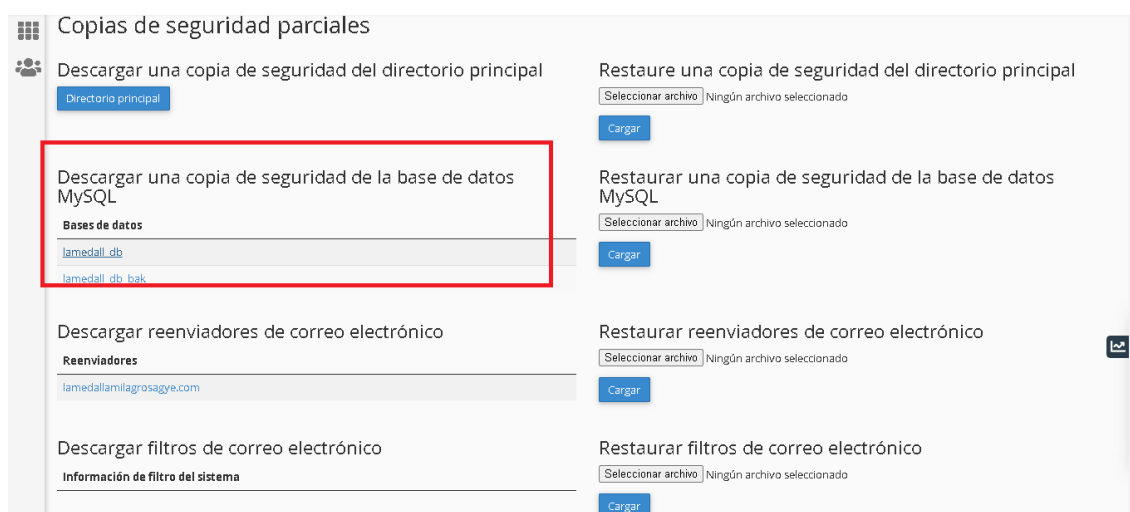 Copias de seguridad parciales
Descargar una copia de seguridad del directorio principal
Directorio principal
Restaure una copia de seguridad del directorio principal
Seleccionar archivo Ningún archivo seleccionado
Cargar
Descargar una copia de seguridad de la base de datos
MySQL
Bases de datos
lamedall_db
lamedall_db_bak
Restaurar una copia de seguridad de la base de datos
MySQL
Seleccionar archivo Ningún archivo seleccionado
Cargar
Descargar reenviadores de correo electrónico
Reenviadores
lamedallamilagrosagye.com
Restaurar reenviadores de correo electrónico
Seleccionar archivo Ningún archivo seleccionado
Cargar
Descargar filtros de correo electrónico
Información de filtro del sistema
Restaurar filtros de correo electrónico
Seleccionar archivo Ningún archivo seleccionado
Cargar